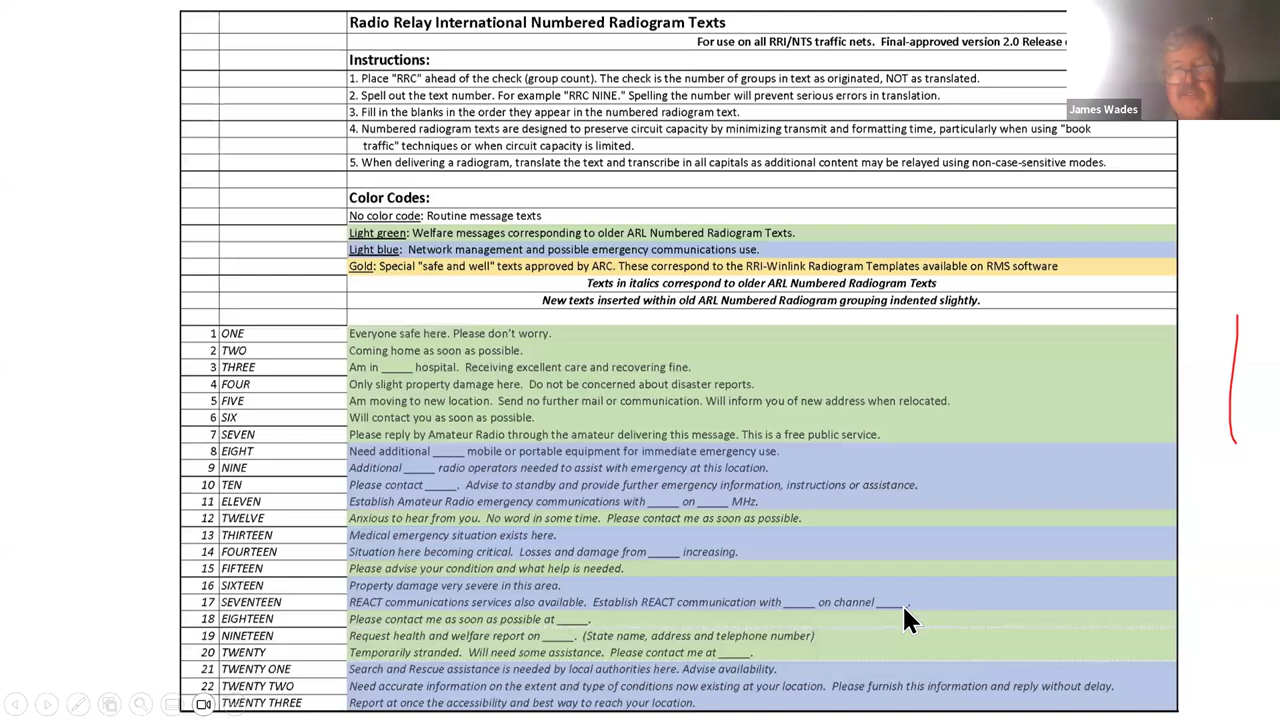 Radio Relay International Numbered Radiogram Texts
For use on all RRI/NTS traffic nets. Final-approved version 2.0 Release
Instructions:
1. Place "RRC" ahead of the check (group count). The check is the number of groups in text as originated, NOT as translated.
2. Spell out the text number. For example "RRC NINE." Spelling the number will prevent serious errors in translation.
James Wades
3. Fill in the blanks in the order they appear in the numbered radiogram text.
4. Numbered radiogram texts are designed to preserve circuit capacity by minimizing transmit and formatting time, particularly when using "book
traffic" techniques or when circuit capacity is limited.
5. When delivering a radiogram, translate the text and transcribe in all capitals as additional content may be relayed using non-case-sensitive modes.
Color Codes:
No color code: Routine message texts
Light green: Welfare messages corresponding to older ARL Numbered Radiogram Texts.
Light blue: Network management and possible emergency communications use.
Gold: Special "safe and well" texts approved by ARC. These correspond to the RRI-Winlink Radiogram Templates available on RMS software
Texts in italics correspond to older ARL Numbered Radiogram Texts
New texts inserted within old ARL Numbered Radiogram grouping indented slightly.
1 ONE Everyone safe here. Please don't worry.
2 TWO Coming home as soon as possible.
3 THREE Am in _____ hospital. Receiving excellent care and recovering fine.
4 FOUR Only slight property damage here. Do not be concerned about disaster reports.
5 FIVE Am moving to new location. Send no further mail or communication. Will inform you of new address when relocated.
6 SIX Will contact you as soon as possible.
7 SEVEN Please reply by Amateur Radio through the amateur delivering this message. This is a free public service.
8 EIGHT Need additional _____ mobile or portable equipment for immediate emergency use.
9 NINE Additional _____ radio operators needed to assist with emergency at this location.
10 TEN Please contact _____. Advise to standby and provide further emergency information, instructions or assistance.
11 ELEVEN Establish Amateur Radio emergency communications with _____ on _____ MHz.
12 TWELVE Anxious to hear from you. No word in some time. Please contact me as soon as possible.
13 THIRTEEN Medical emergency situation exists here.
14 FOURTEEN Situation here becoming critical. Losses and damage from _____ increasing.
15 FIFTEEN Please advise your condition and what help is needed.
16 SIXTEEN Property damage very severe in this area.
17 SEVENTEEN REACT communications services also available. Establish REACT communication with _____ on channel _____.
18 EIGHTEEN Please contact me as soon as possible at _____.
19 NINETEEN Request health and welfare report on _____. (State name, address and telephone number)
20 TWENTY Temporarily stranded. Will need some assistance. Please contact me at _____.
21 TWENTY ONE Search and Rescue assistance is needed by local authorities here. Advise availability.
22 TWENTY TWO Need accurate information on the extent and type of conditions now existing at your location. Please furnish this information and reply without delay.
23 TWENTY THREE Report at once the accessibility and best way to reach your location.